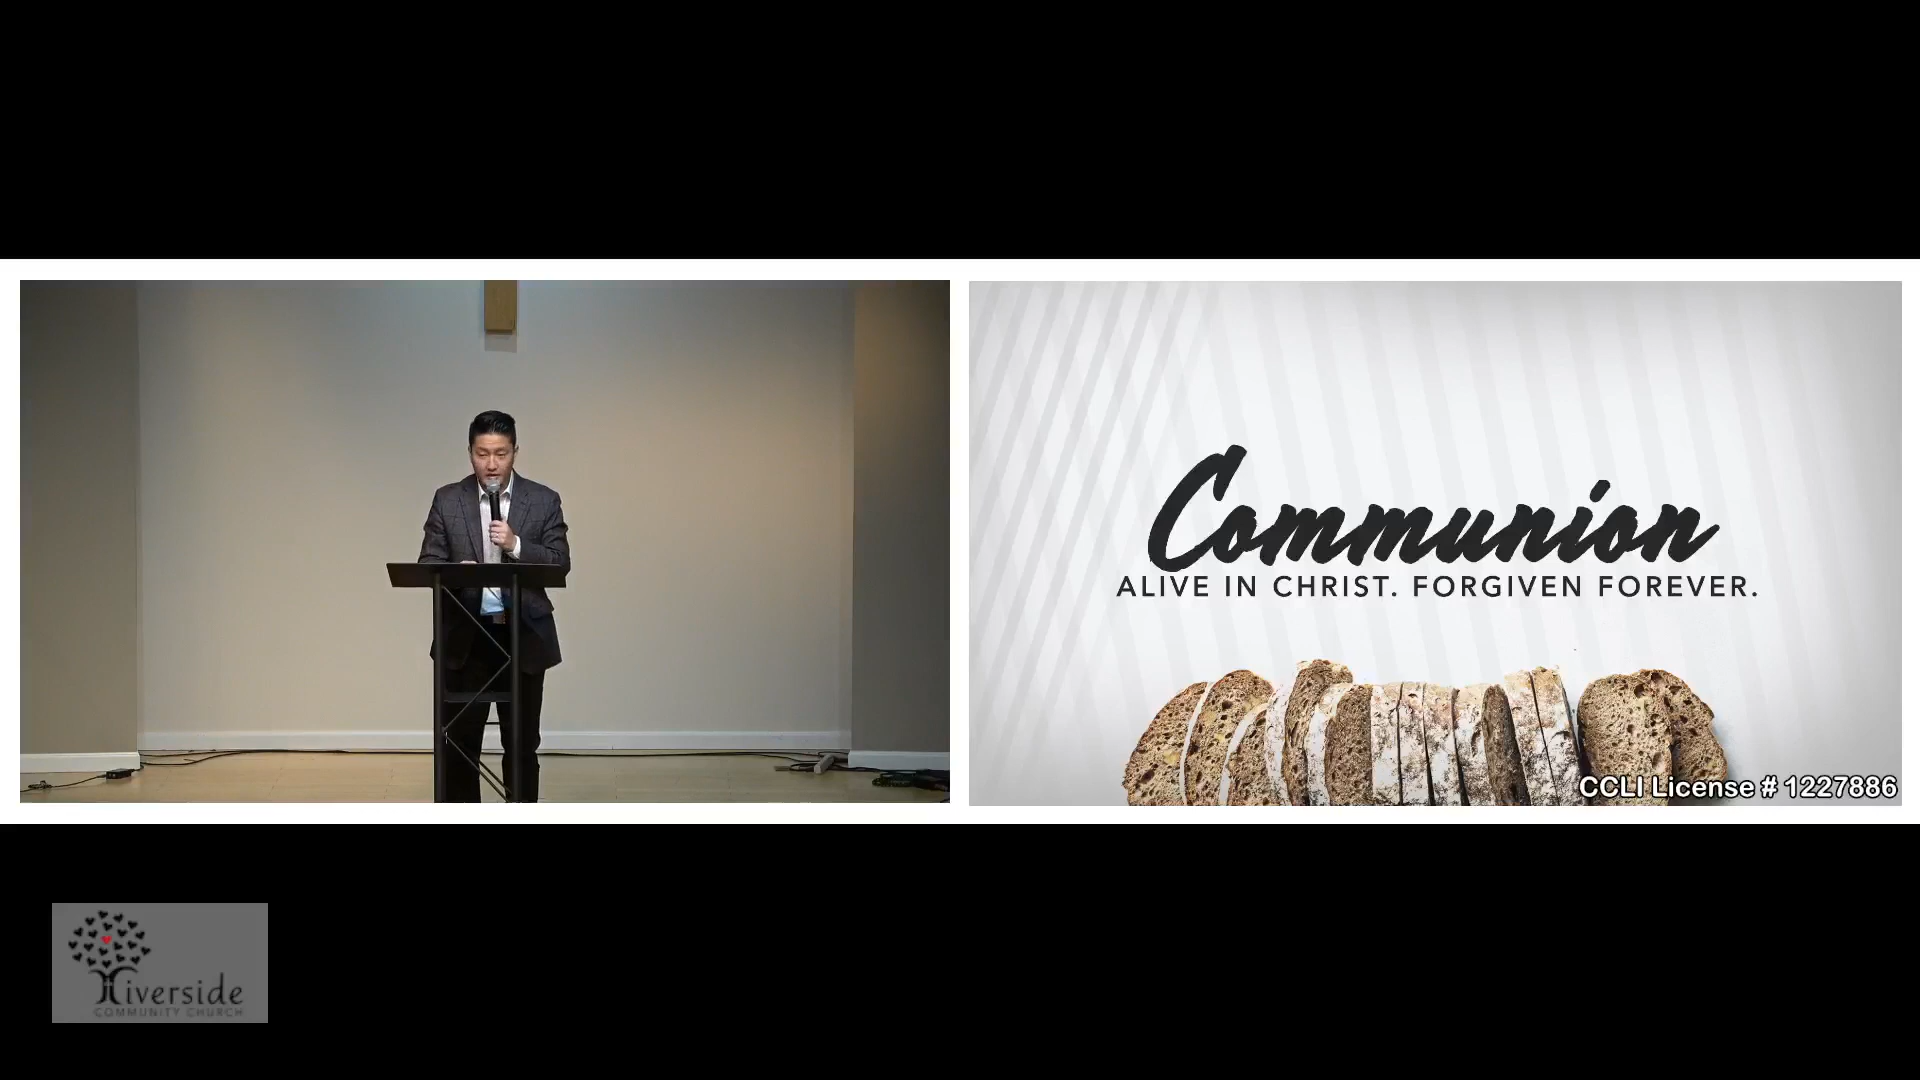 Communion
ALIVE IN CHRIST. FORGIVEN FOREVER.
CCLI License # 1227886
Riverside
COMMUNITY CHURCH